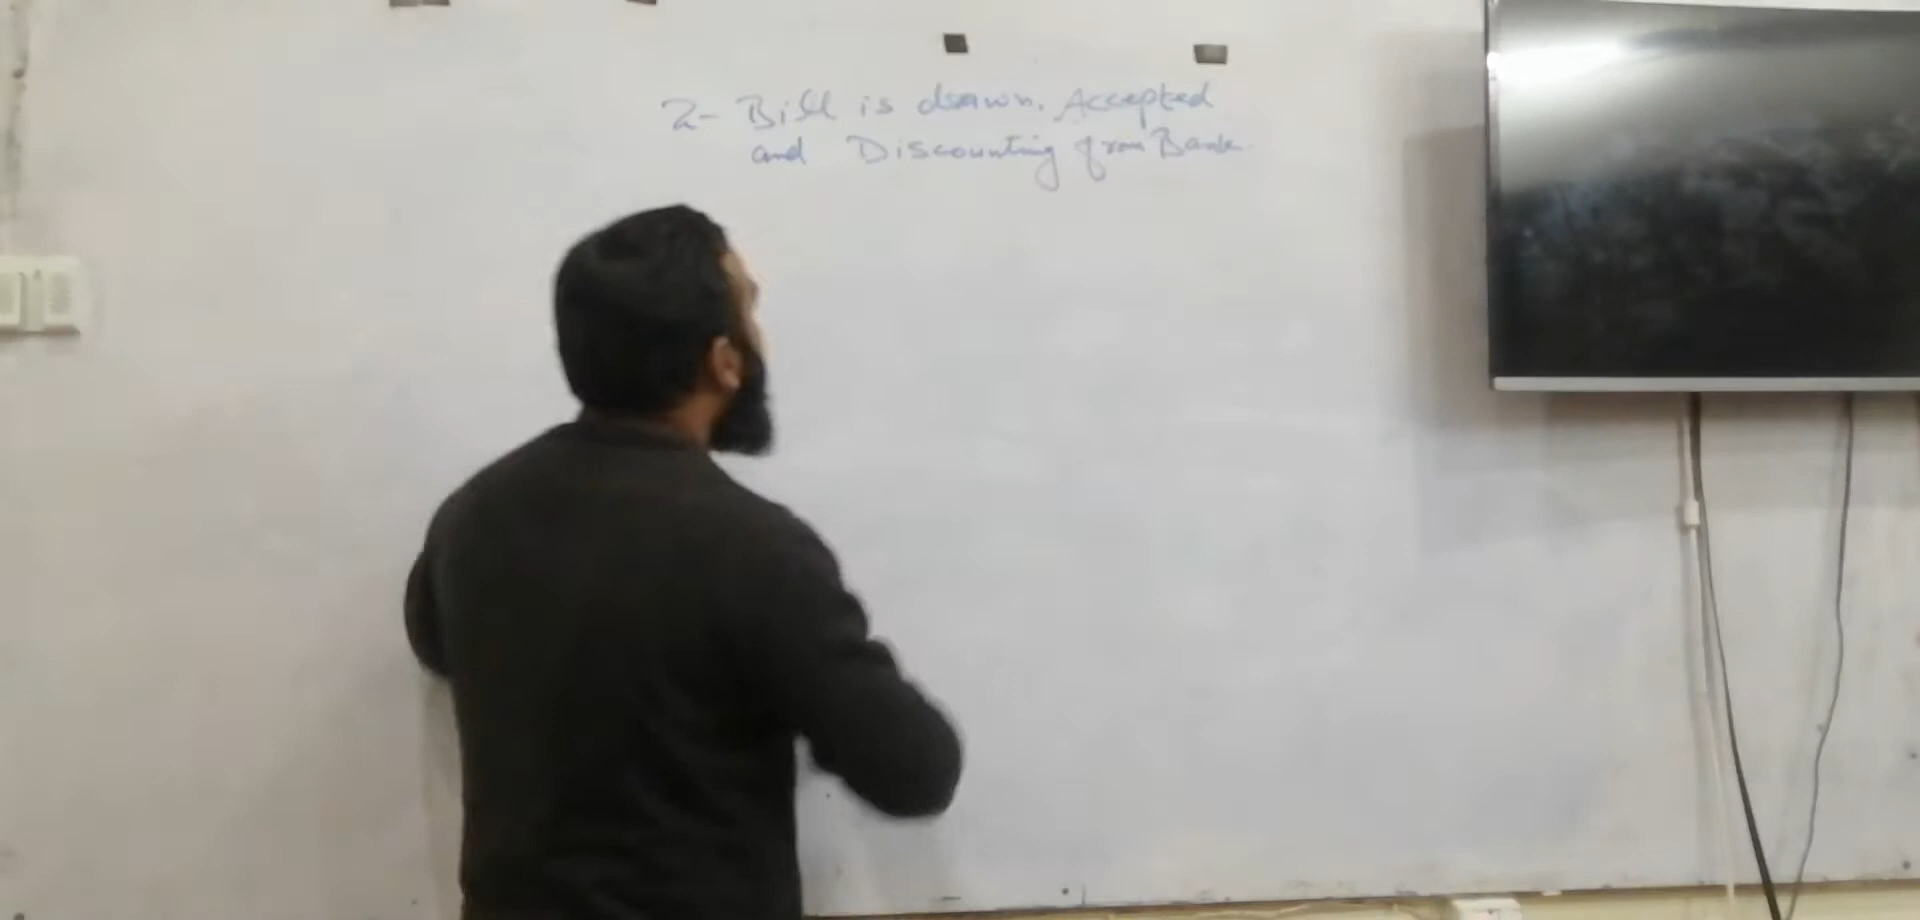 2- Bill is drawn. Accepted
and Discounting from Bank